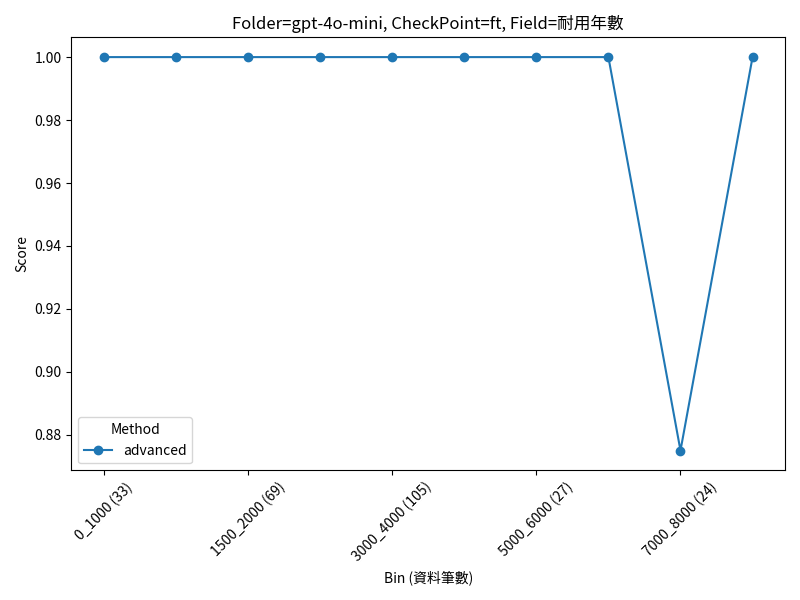 Folder=gpt-4o-mini, CheckPoint=ft, Field=耐用年數
Score
1.00
0.98
0.96
0.94
0.92
0.90
0.88
Method
advanced
0_1000 (33)
1500_2000 (69)
3000_4000 (105)
5000_6000 (27)
7000_8000 (24)
Bin (資料筆數)